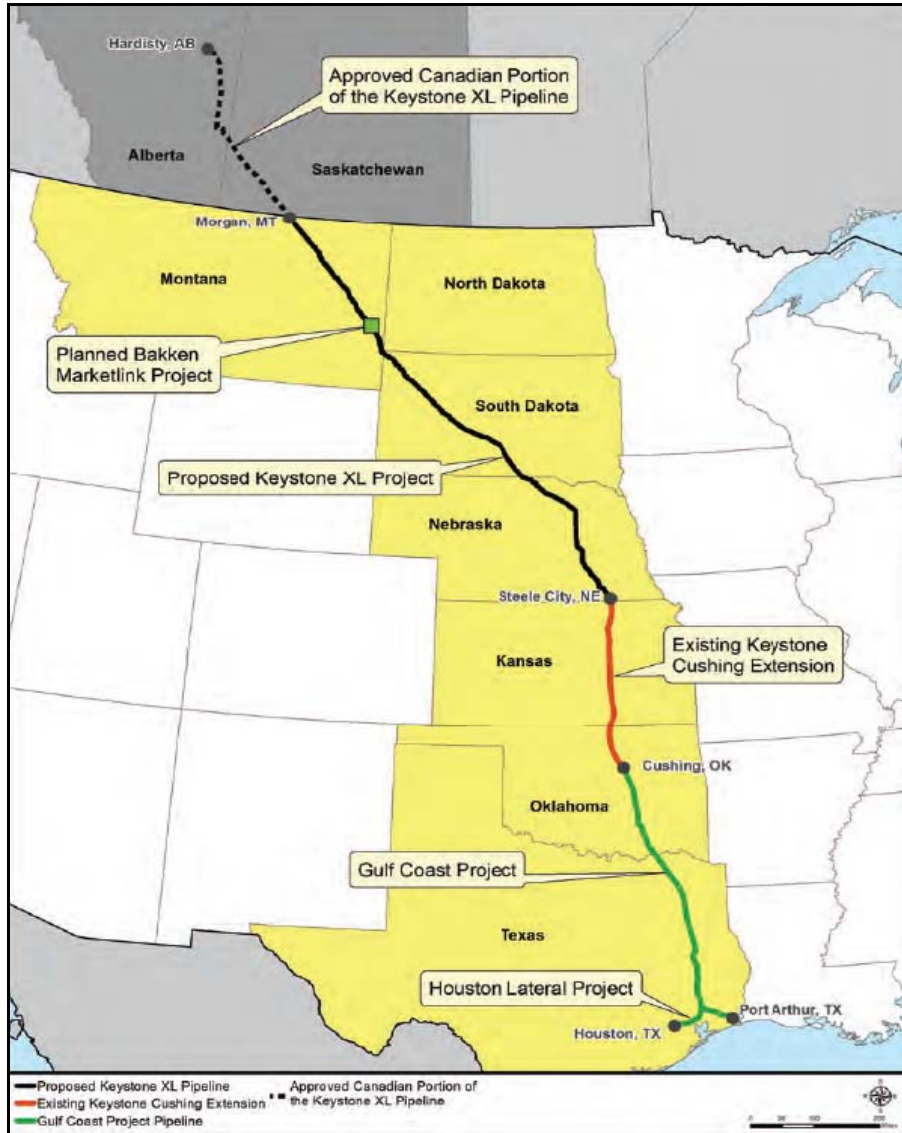 Hardisty, AB
Approved Canadian Portion
of the Keystone XL Pipeline
Alberta
Saskatchewan
Morgan, MT
Montana
North Dakota
Planned Bakken
Marketlink Project
South Dakota
Proposed Keystone XL Project
Nebraska
Steele City, NE
Existing Keystone
Cushing Extension
Kansas
Cushing, OK
Oklahoma
Gulf Coast Project
Texas
Houston Lateral Project
Port Arthur, TX
Houston, TX
Proposed Keystone XL Pipeline
Existing Keystone Cushing Extension
Gulf Coast Project Pipeline
Approved Canadian Portion of
the Keystone XL Pipeline